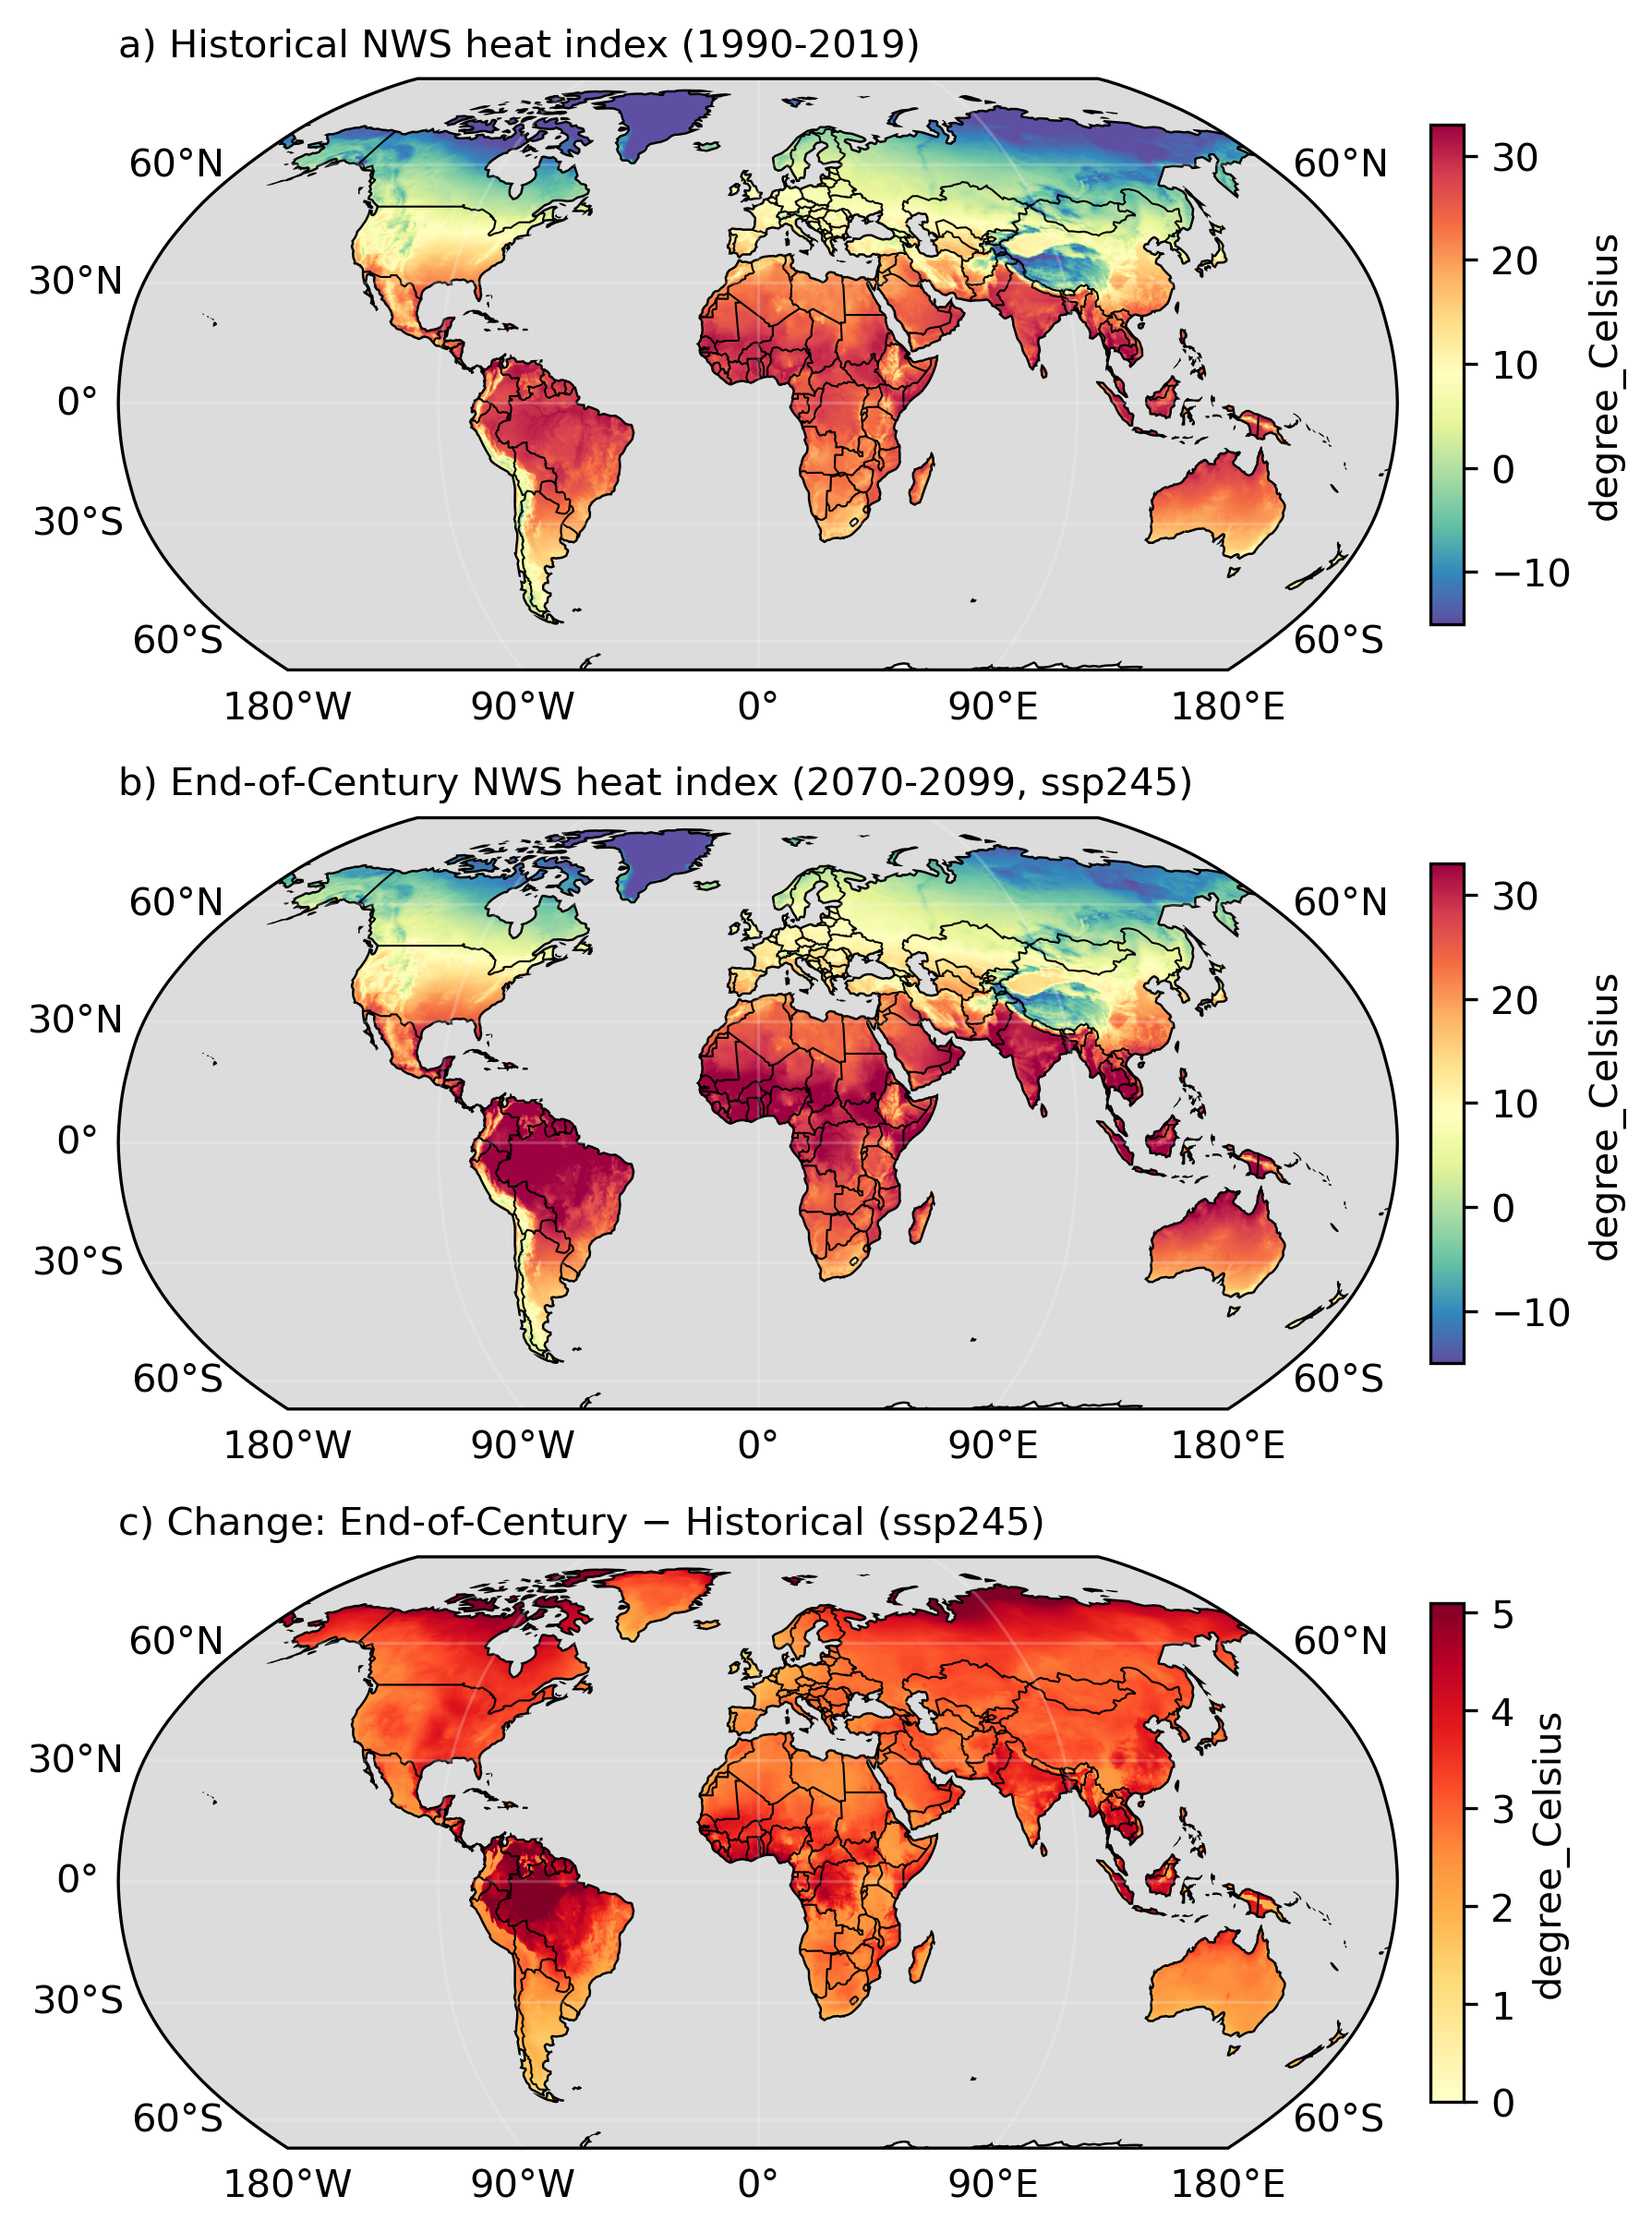 a) Historical NWS heat index (1990-2019)
60°N
60°N
30°N
0°
30°S
60°S
60°S
180°W 90°W 0° 90°E 180°E
30
20
10
0
−10
degree_Celsius
b) End-of-Century NWS heat index (2070-2099, ssp245)
60°N
60°N
30°N
0°
30°S
60°S
60°S
180°W 90°W 0° 90°E 180°E
30
20
10
0
−10
degree_Celsius
c) Change: End-of-Century − Historical (ssp245)
60°N
60°N
30°N
0°
30°S
60°S
60°S
180°W 90°W 0° 90°E 180°E
5
4
3
2
1
0
degree_Celsius